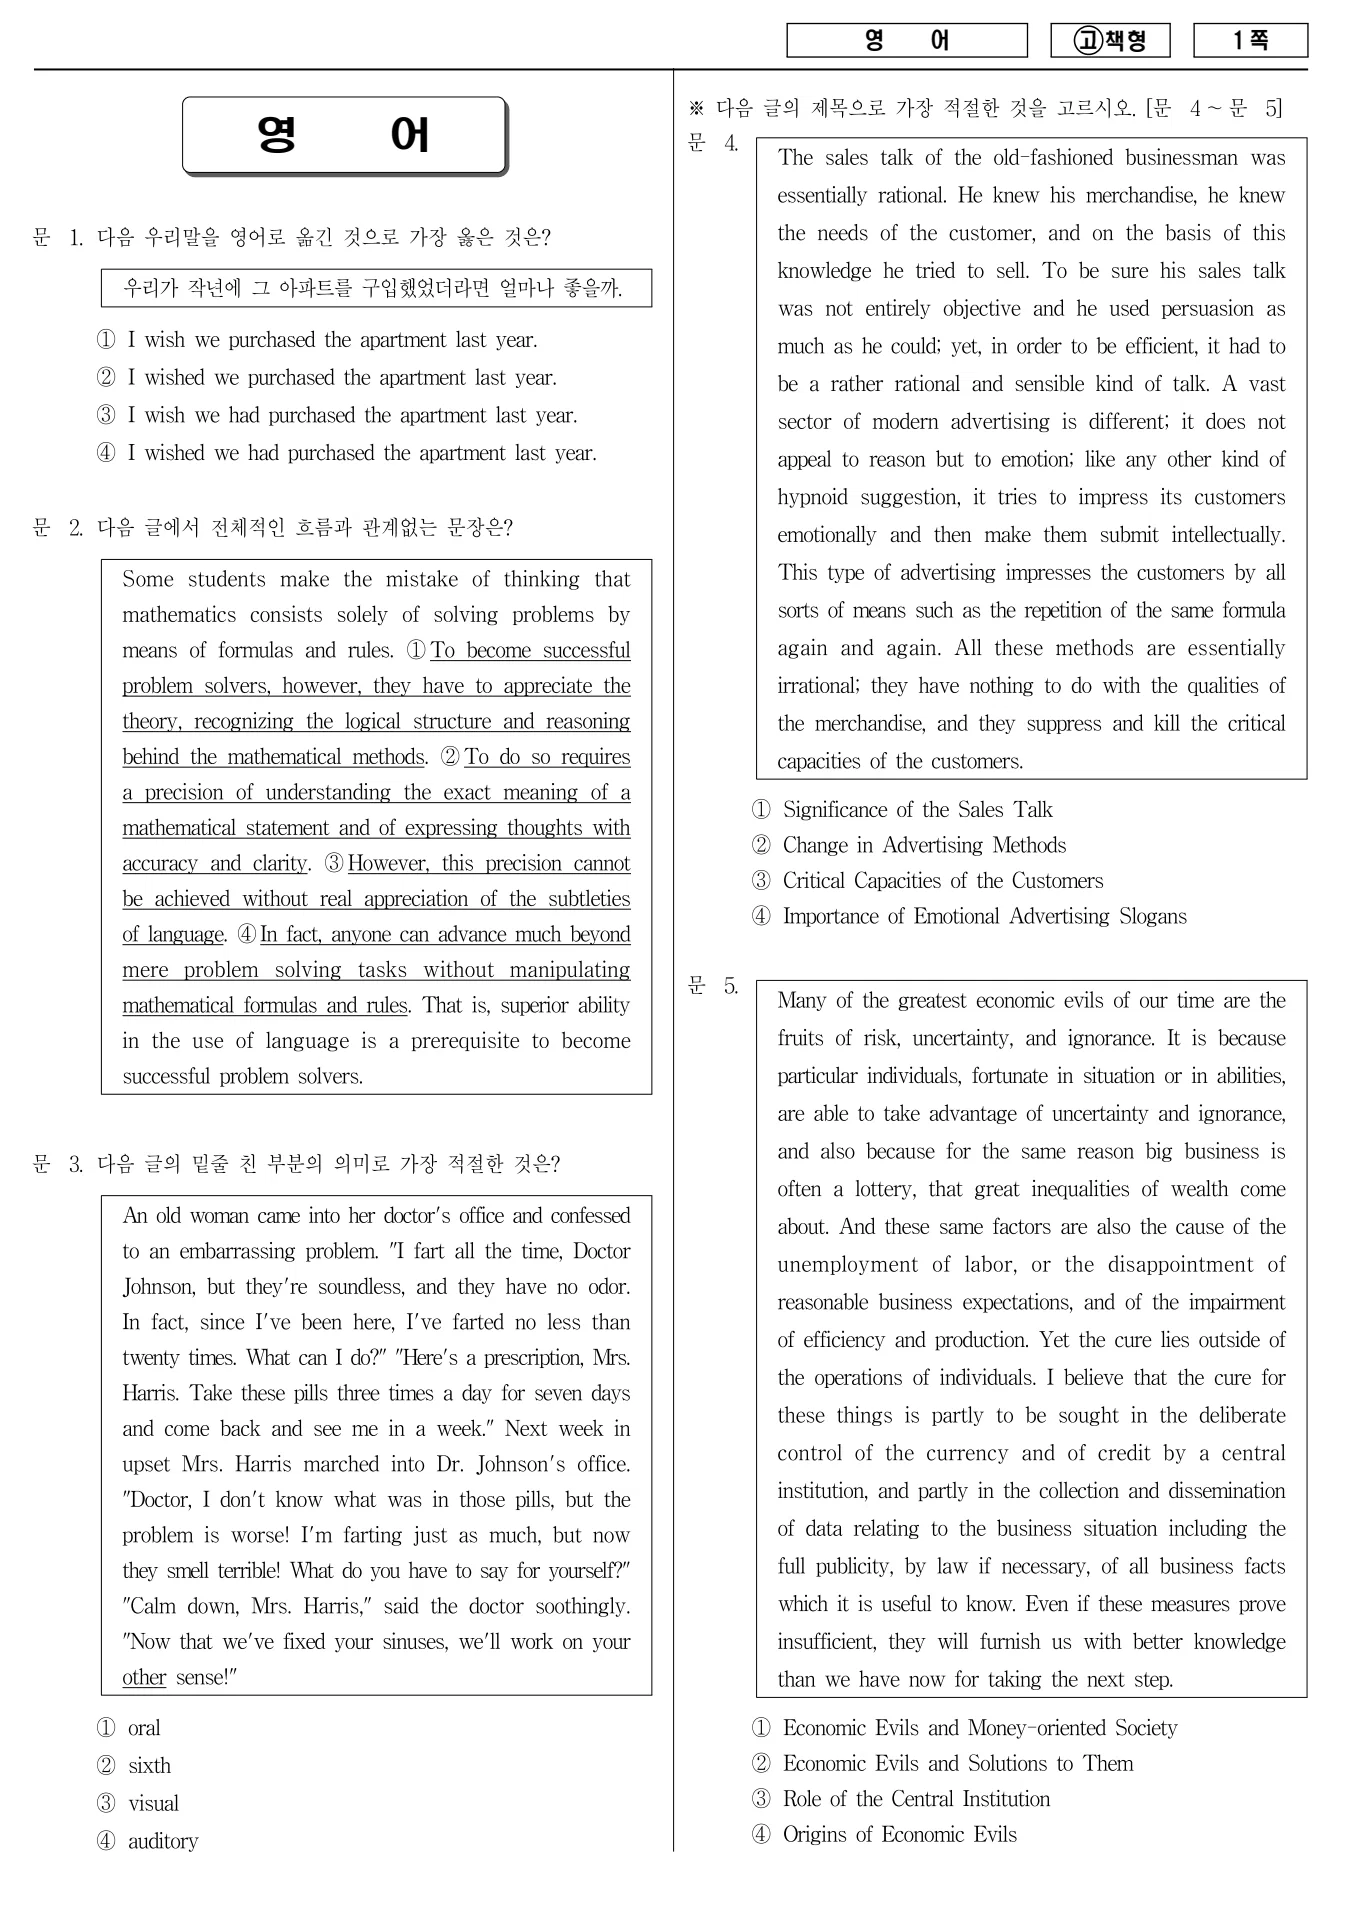 영 어
고책형
1쪽
영 어
문 1. 다음 우리말을 영어로 옮긴 것으로 가장 옳은 것은?
우리가 작년에 그 아파트를 구입했었더라면 얼마나 좋을까.
① I wish we purchased the apartment last year.
② I wished we purchased the apartment last year.
③ I wish we had purchased the apartment last year.
④ I wished we had purchased the apartment last year.
문 2. 다음 글에서 전체적인 흐름과 관계없는 문장은?
Some students make the mistake of thinking that
mathematics consists solely of solving problems by
means of formulas and rules. ① To become successful
problem solvers, however, they have to appreciate the
theory, recognizing the logical structure and reasoning
behind the mathematical methods. ② To do so requires
a precision of understanding the exact meaning of a
mathematical statement and of expressing thoughts with
accuracy and clarity. ③ However, this precision cannot
be achieved without real appreciation of the subtleties
of language. ④ In fact, anyone can advance much beyond
mere problem solving tasks without manipulating
mathematical formulas and rules. That is, superior ability
in the use of language is a prerequisite to become
successful problem solvers.
문 3. 다음 글의 밑줄 친 부분의 의미로 가장 적절한 것은?
An old woman came into her doctor's office and confessed
to an embarrassing problem. "I fart all the time, Doctor
Johnson, but they're soundless, and they have no odor.
In fact, since I've been here, I've farted no less than
twenty times. What can I do?" "Here's a prescription, Mrs.
Harris. Take these pills three times a day for seven days
and come back and see me in a week." Next week in
upset Mrs. Harris marched into Dr. Johnson's office.
"Doctor, I don't know what was in those pills, but the
problem is worse! I'm farting just as much, but now
they smell terrible! What do you have to say for yourself?"
"Calm down, Mrs. Harris," said the doctor soothingly.
"Now that we've fixed your sinuses, we'll work on your
other sense!"
① oral
② sixth
③ visual
④ auditory
※ 다음 글의 제목으로 가장 적절한 것을 고르시오. [문 4 ~ 문 5]
문 4.
The sales talk of the old-fashioned businessman was
essentially rational. He knew his merchandise, he knew
the needs of the customer, and on the basis of this
knowledge he tried to sell. To be sure his sales talk
was not entirely objective and he used persuasion as
much as he could; yet, in order to be efficient, it had to
be a rather rational and sensible kind of talk. A vast
sector of modern advertising is different; it does not
appeal to reason but to emotion; like any other kind of
hypnoid suggestion, it tries to impress its customers
emotionally and then make them submit intellectually.
This type of advertising impresses the customers by all
sorts of means such as the repetition of the same formula
again and again. All these methods are essentially
irrational; they have nothing to do with the qualities of
the merchandise, and they suppress and kill the critical
capacities of the customers.
① Significance of the Sales Talk
② Change in Advertising Methods
③ Critical Capacities of the Customers
④ Importance of Emotional Advertising Slogans
문 5.
Many of the greatest economic evils of our time are the
fruits of risk, uncertainty, and ignorance. It is because
particular individuals, fortunate in situation or in abilities,
are able to take advantage of uncertainty and ignorance,
and also because for the same reason big business is
often a lottery, that great inequalities of wealth come
about. And these same factors are also the cause of the
unemployment of labor, or the disappointment of
reasonable business expectations, and of the impairment
of efficiency and production. Yet the cure lies outside of
the operations of individuals. I believe that the cure for
these things is partly to be sought in the deliberate
control of the currency and of credit by a central
institution, and partly in the collection and dissemination
of data relating to the business situation including the
full publicity, by law if necessary, of all business facts
which it is useful to know. Even if these measures prove
insufficient, they will furnish us with better knowledge
than we have now for taking the next step.
① Economic Evils and Money-oriented Society
② Economic Evils and Solutions to Them
③ Role of the Central Institution
④ Origins of Economic Evils